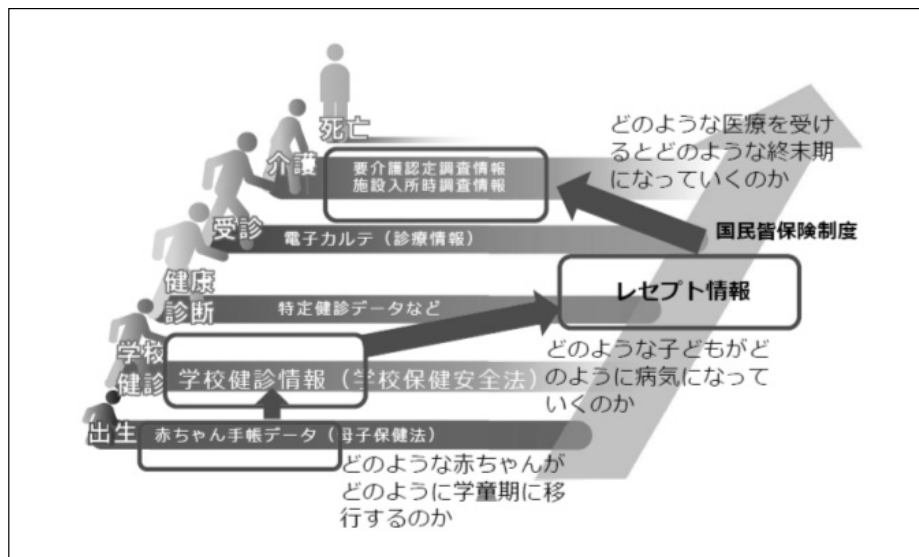 死亡
どのような医療を受け
るとどのような終末期
になっていくのか
介護
要介護認定調査情報
施設入所時調査情報
国民皆保険制度
受診
電子カルテ（診療情報）
レセプト情報
健康
診断
特定健診データなど
どのような子どもがど
のように病気になって
いくのか
学校
健診
学校健診情報（学校保健安全法）
出生
赤ちゃん手帳データ（母子保健法）
どのような赤ちゃんが
どのように学童期に移
行するのか